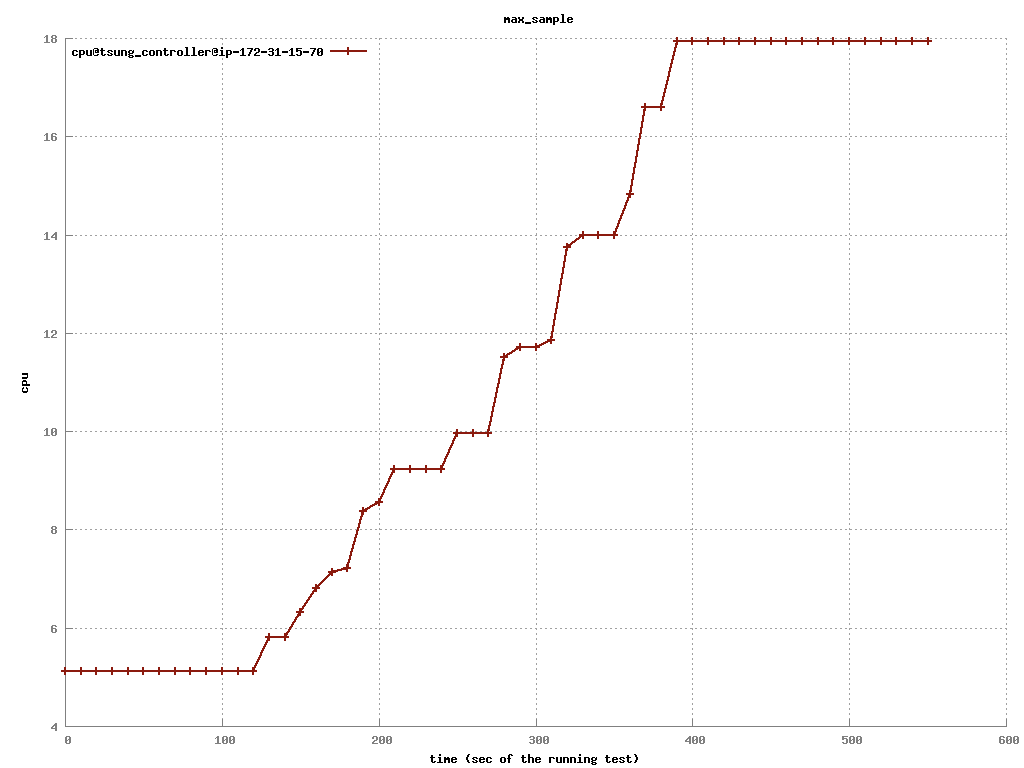 max_sample
cpu@tsung_controller@ip-172-31-15-70
18
16
14
12
10
8
6
4
cpu
0 100 200 300 400 500 600
time (sec of the running test)